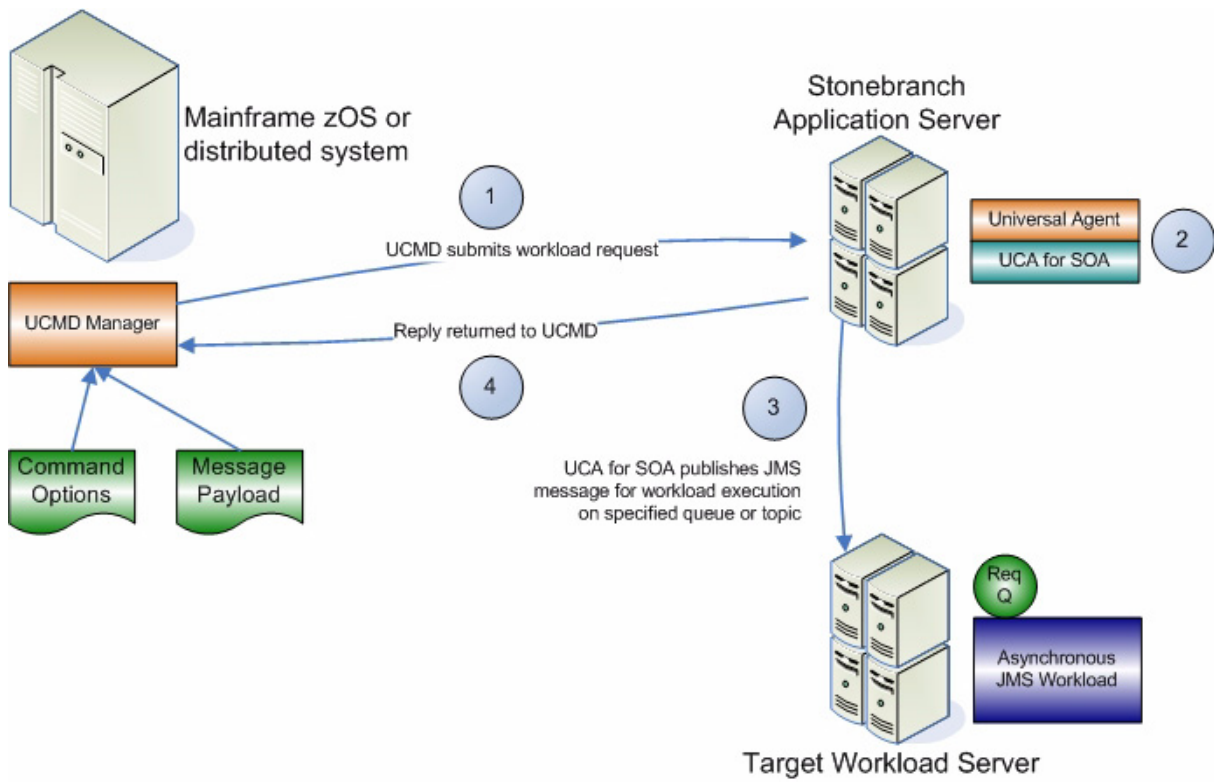 Mainframe zOS or
distributed system
Stonebranch
Application Server
1
UCMD submits workload request
Universal Agent
UCA for SOA
2
UCMD Manager
Reply returned to UCMD
4
3
Command
Options
Message
Payload
UCA for SOA publishes JMS
message for workload execution
on specified queue or topic
Req
Q
Asynchronous
JMS Workload
Target Workload Server